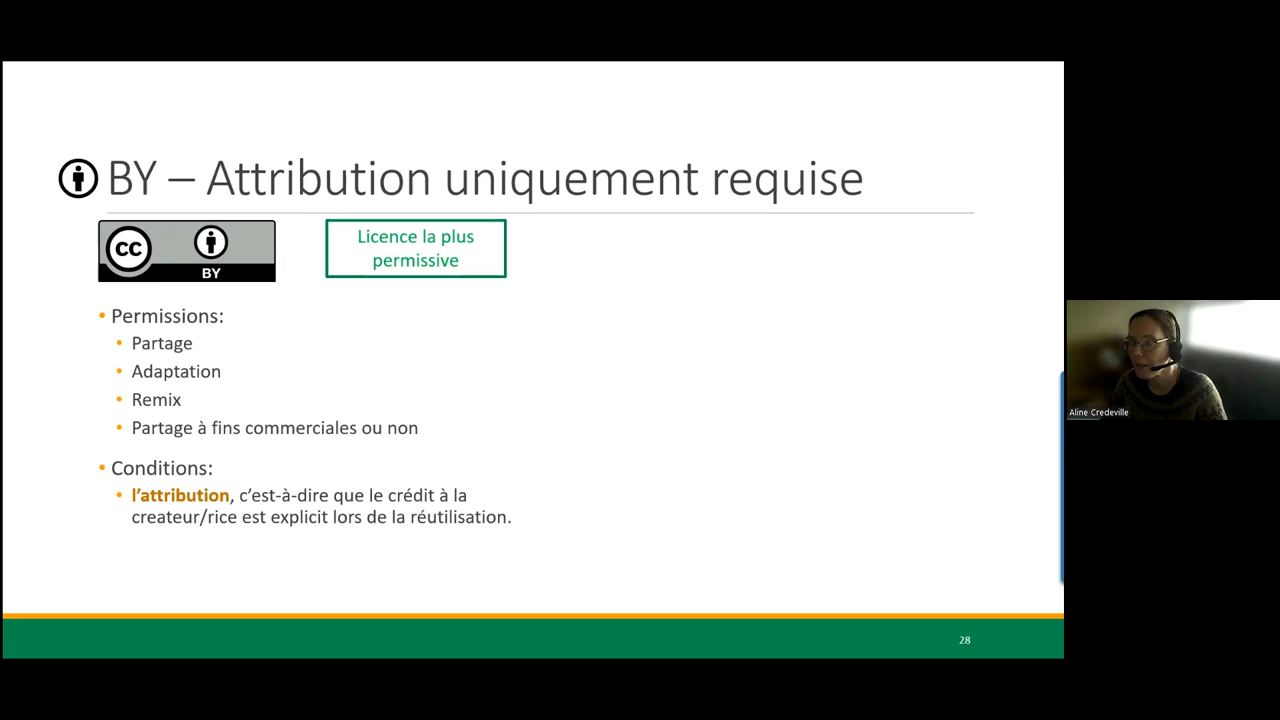 BY – Attribution uniquement requise
CC
BY
Licence la plus
permissive
• Permissions:
• Partage
• Adaptation
• Remix
• Partage à fins commerciales ou non
• Conditions:
• l’attribution, c’est-à-dire que le crédit à la
createur/rice est explicit lors de la réutilisation.
Aline Credeville
28